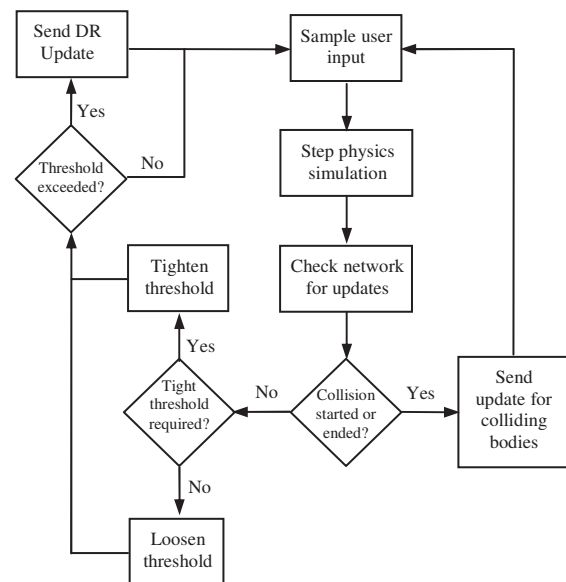 Send DR
Update
Sample user
input
Yes
Threshold
exceeded?
No
Step physics
simulation
Tighten
threshold
Check network
for updates
Yes
Tight
threshold
required?
No
Collision
started or
ended?
Yes
Send
update for
colliding
bodies
No
Loosen
threshold